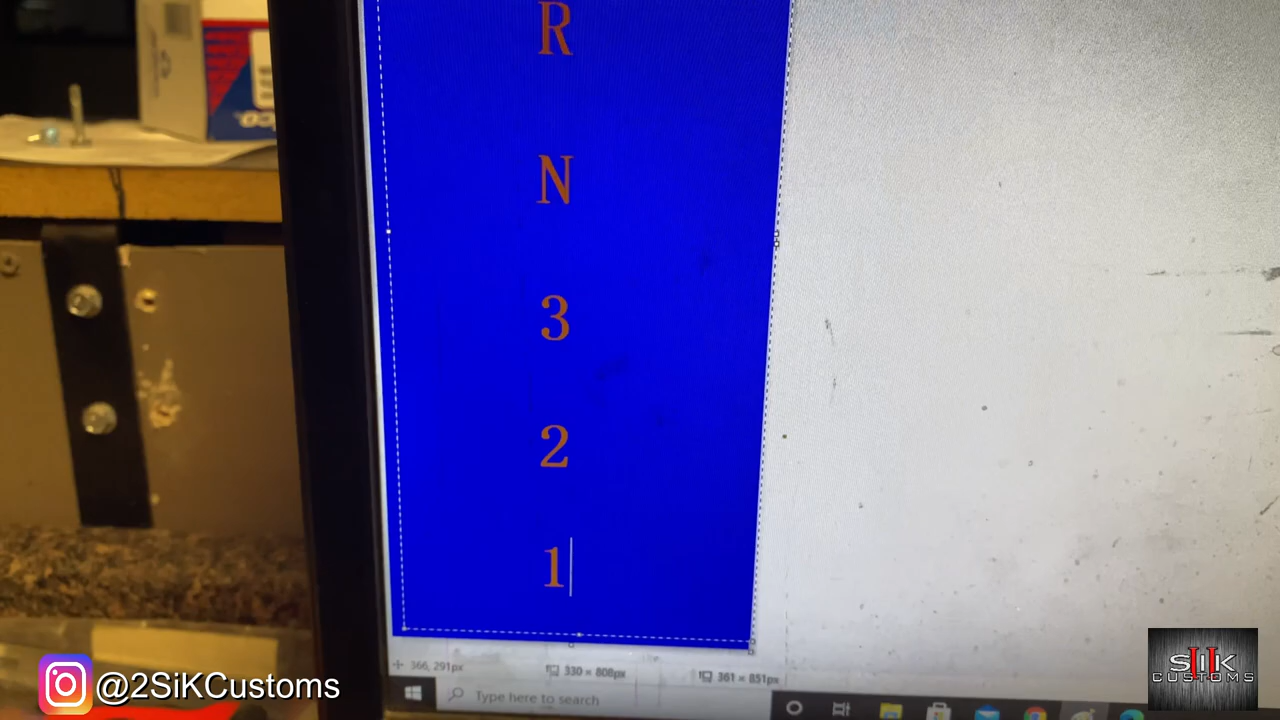 R
N
3
2
1
366, 291px
330 × 808px
361 × 851px
Type here to search
@2SiKCustoms
SIIK
CUSTOMS